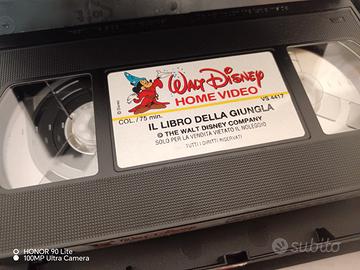 © Disney
WALT DISNEY
HOME VIDEO
COL./75 min.
VS 4417
IL LIBRO DELLA GIUNGLA
© THE WALT DISNEY COMPANY
SOLO PER LA VENDITA VIETATO IL NOLEGGIO
TUTTI I DIRITTI RISERVATI
HONOR 90 Lite
100MP Ultra Camera
subito